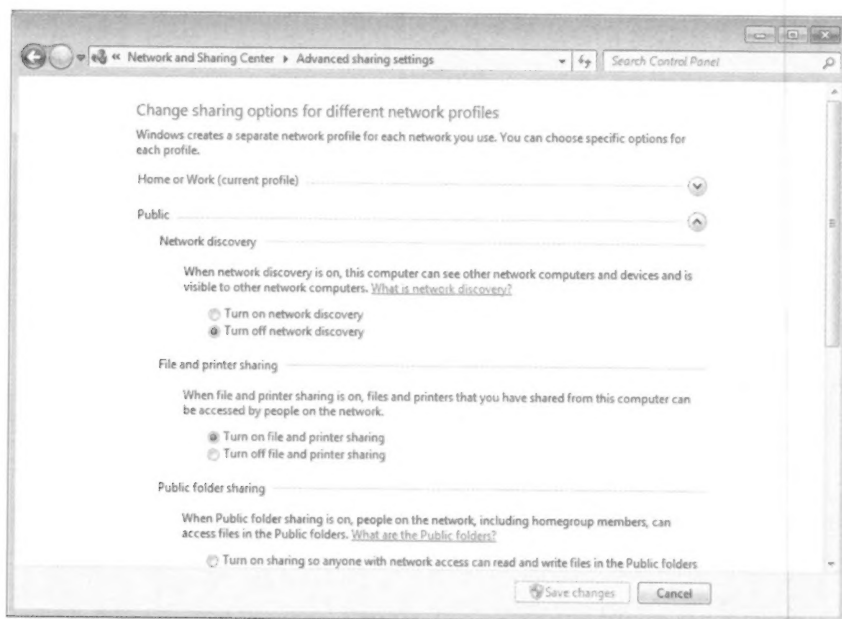 « Network and Sharing Center ▸ Advanced sharing settings
Search Control Panel
Change sharing options for different network profiles
Windows creates a separate network profile for each network you use. You can choose specific options for
each profile.
Home or Work (current profile)
Public
Network discovery
When network discovery is on, this computer can see other network computers and devices and is
visible to other network computers. What is network discovery?
Turn on network discovery
Turn off network discovery
File and printer sharing
When file and printer sharing is on, files and printers that you have shared from this computer can
be accessed by people on the network.
Turn on file and printer sharing
Turn off file and printer sharing
Public folder sharing
When Public folder sharing is on, people on the network, including homegroup members, can
access files in the Public folders. What are the Public folders?
Turn on sharing so anyone with network access can read and write files in the Public folders
Save changes
Cancel